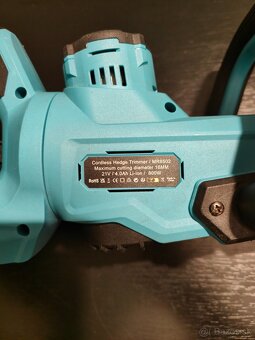 Cordless Hedge Trimmer / MR8502
Maximum cutting diameter 16MM
21V / 4.0Ah Li-ion / 800W